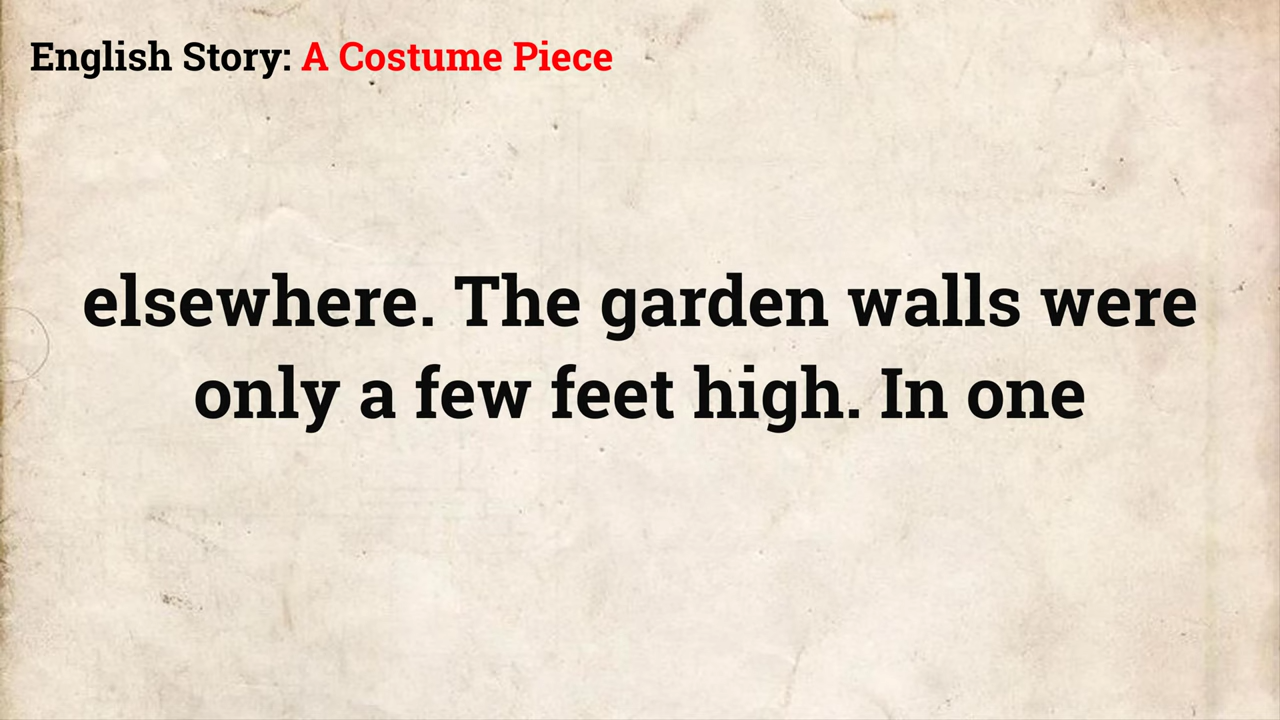 English Story: A Costume Piece
elsewhere. The garden walls were
only a few feet high. In one